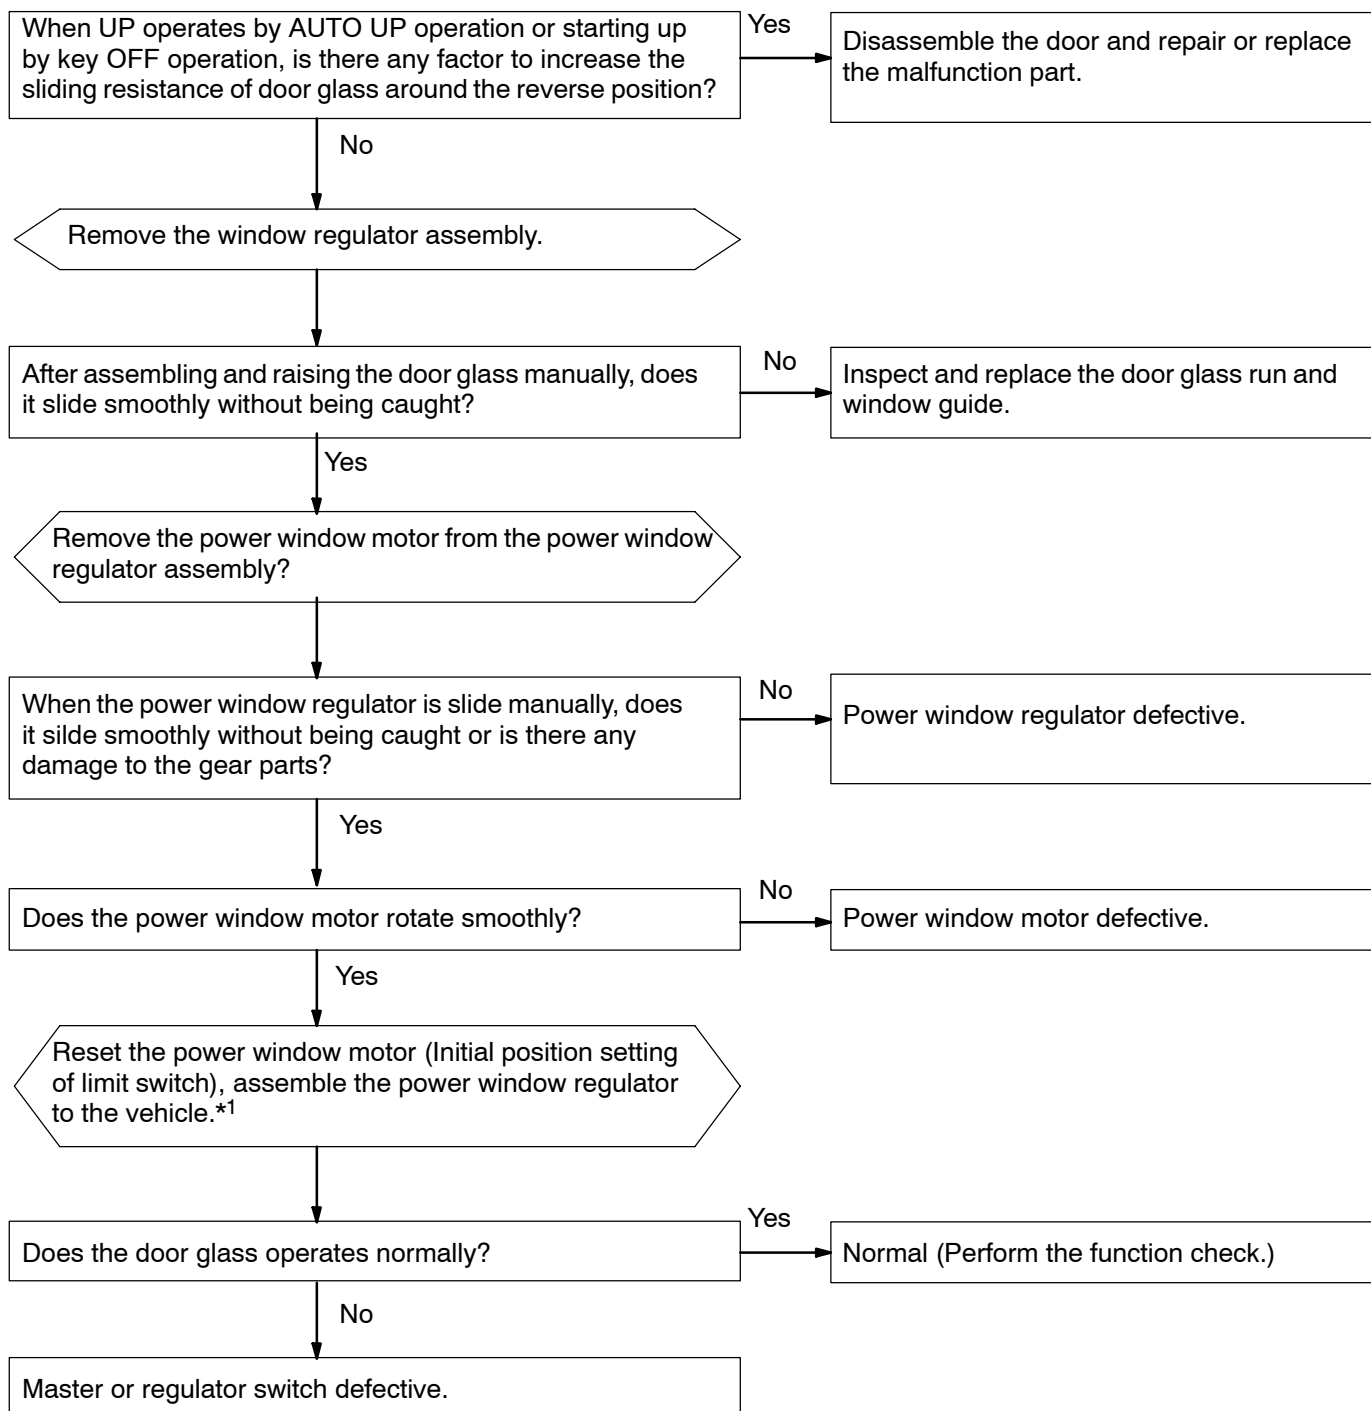 When UP operates by AUTO UP operation or starting up
by key OFF operation, is there any factor to increase the
sliding resistance of door glass around the reverse position?
Yes
Disassemble the door and repair or replace
the malfunction part.
No
Remove the window regulator assembly.
After assembling and raising the door glass manually, does
it slide smoothly without being caught?
No
Inspect and replace the door glass run and
window guide.
Yes
Remove the power window motor from the power window
regulator assembly?
When the power window regulator is slide manually, does
it silde smoothly without being caught or is there any
damage to the gear parts?
No
Power window regulator defective.
Yes
Does the power window motor rotate smoothly?
No
Power window motor defective.
Yes
Reset the power window motor (Initial position setting
of limit switch), assemble the power window regulator
to the vehicle.*1
Does the door glass operates normally?
Yes
Normal (Perform the function check.)
No
Master or regulator switch defective.